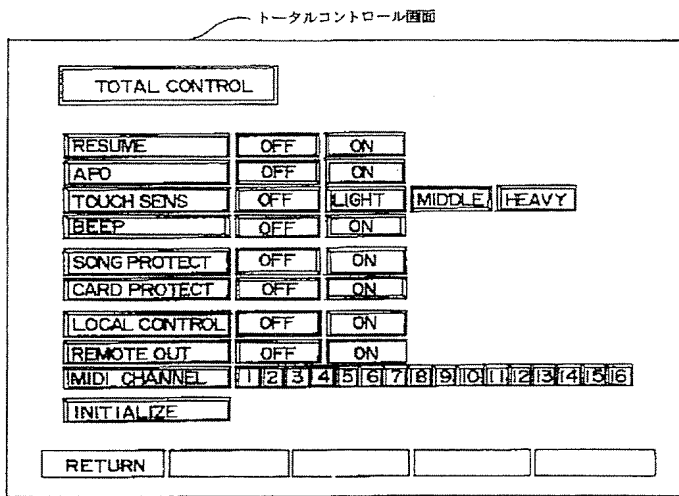 トータルコントロール画面
TOTAL CONTROL
RESUME OFF ON
APO OFF ON
TOUCH SENS OFF LIGHT MIDDLE HEAVY
BEEP OFF ON
SONG PROTECT OFF ON
CARD PROTECT OFF ON
LOCAL CONTROL OFF ON
REMOTE OUT OFF ON
MIDI CHANNEL 1 2 3 4 5 6 7 8 9 10 11 12 13 14 15 16
INITIALIZE
RETURN